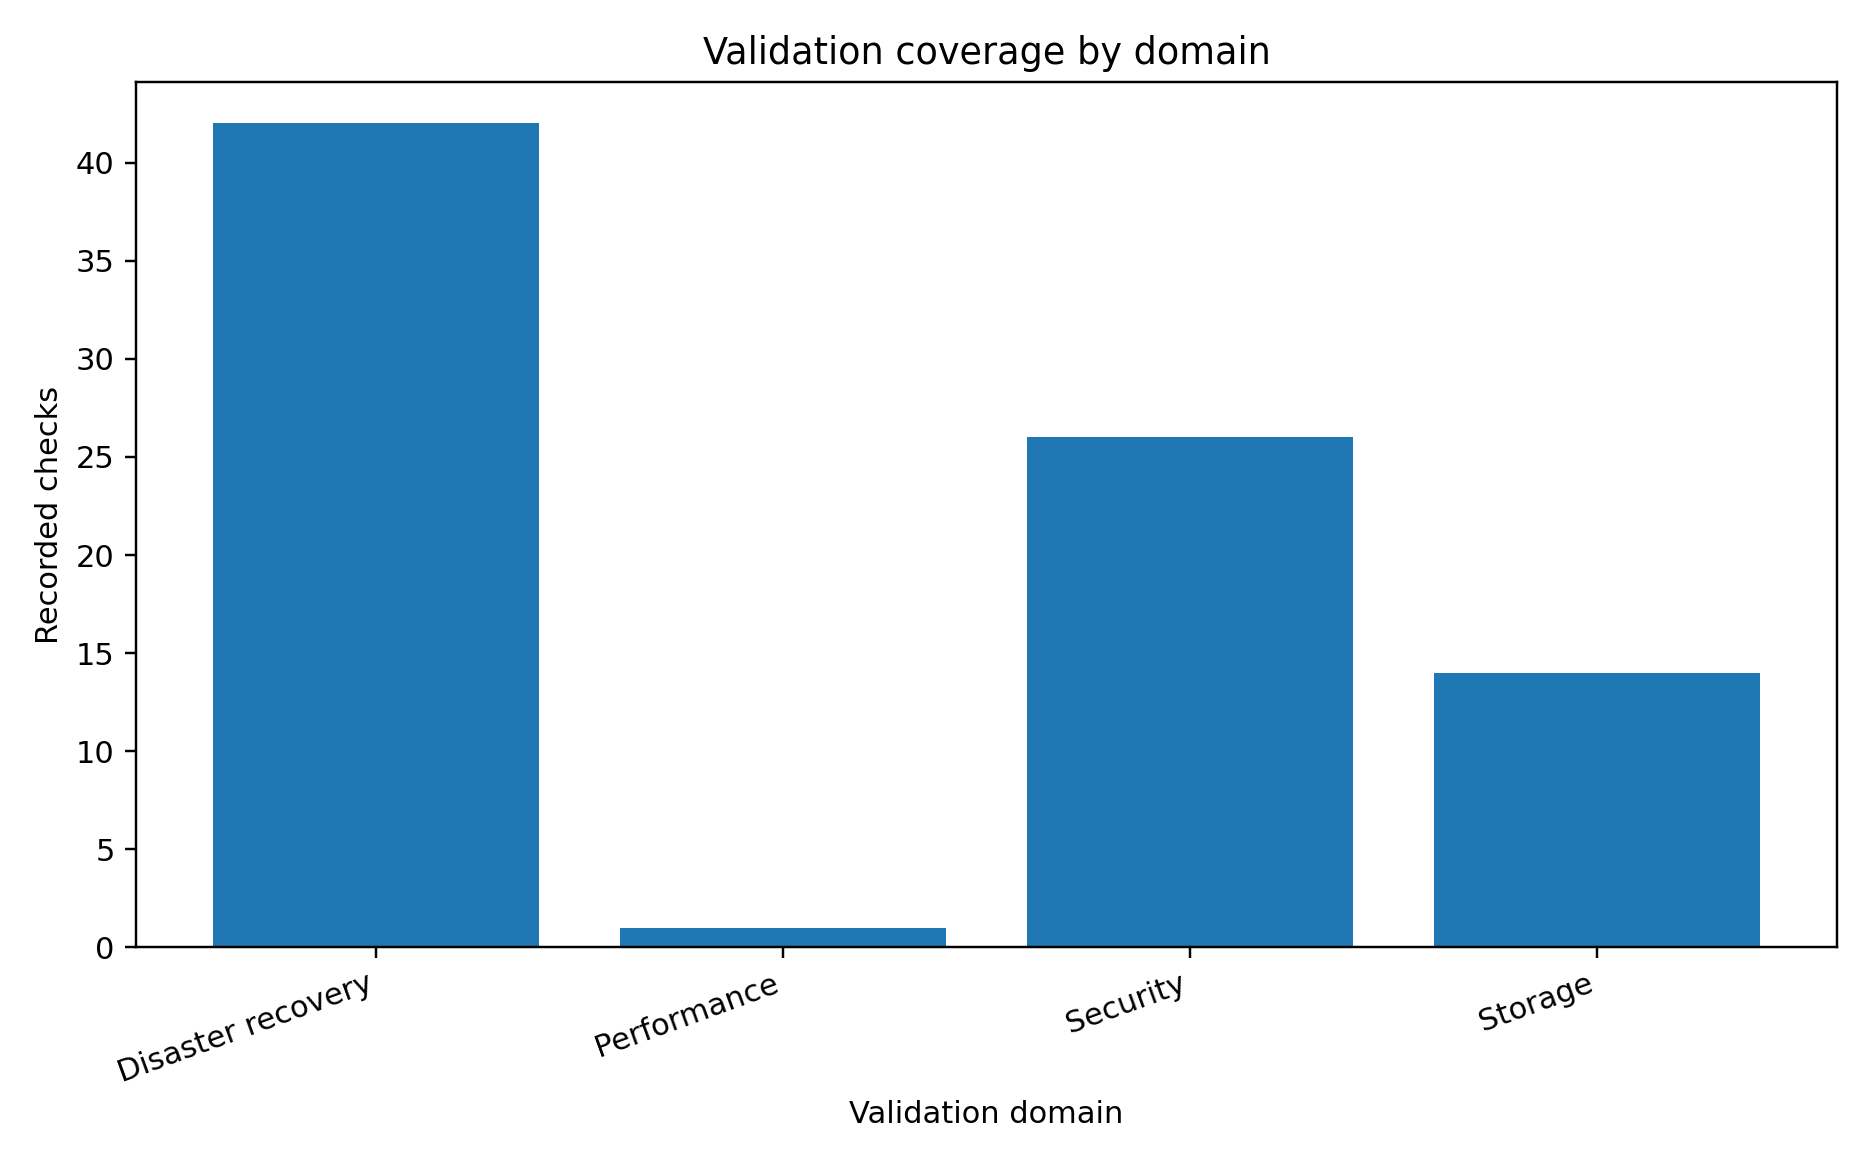 Validation coverage by domain
Recorded checks
40
35
30
25
20
15
10
5
0
Disaster recovery
Performance
Security
Storage
Validation domain